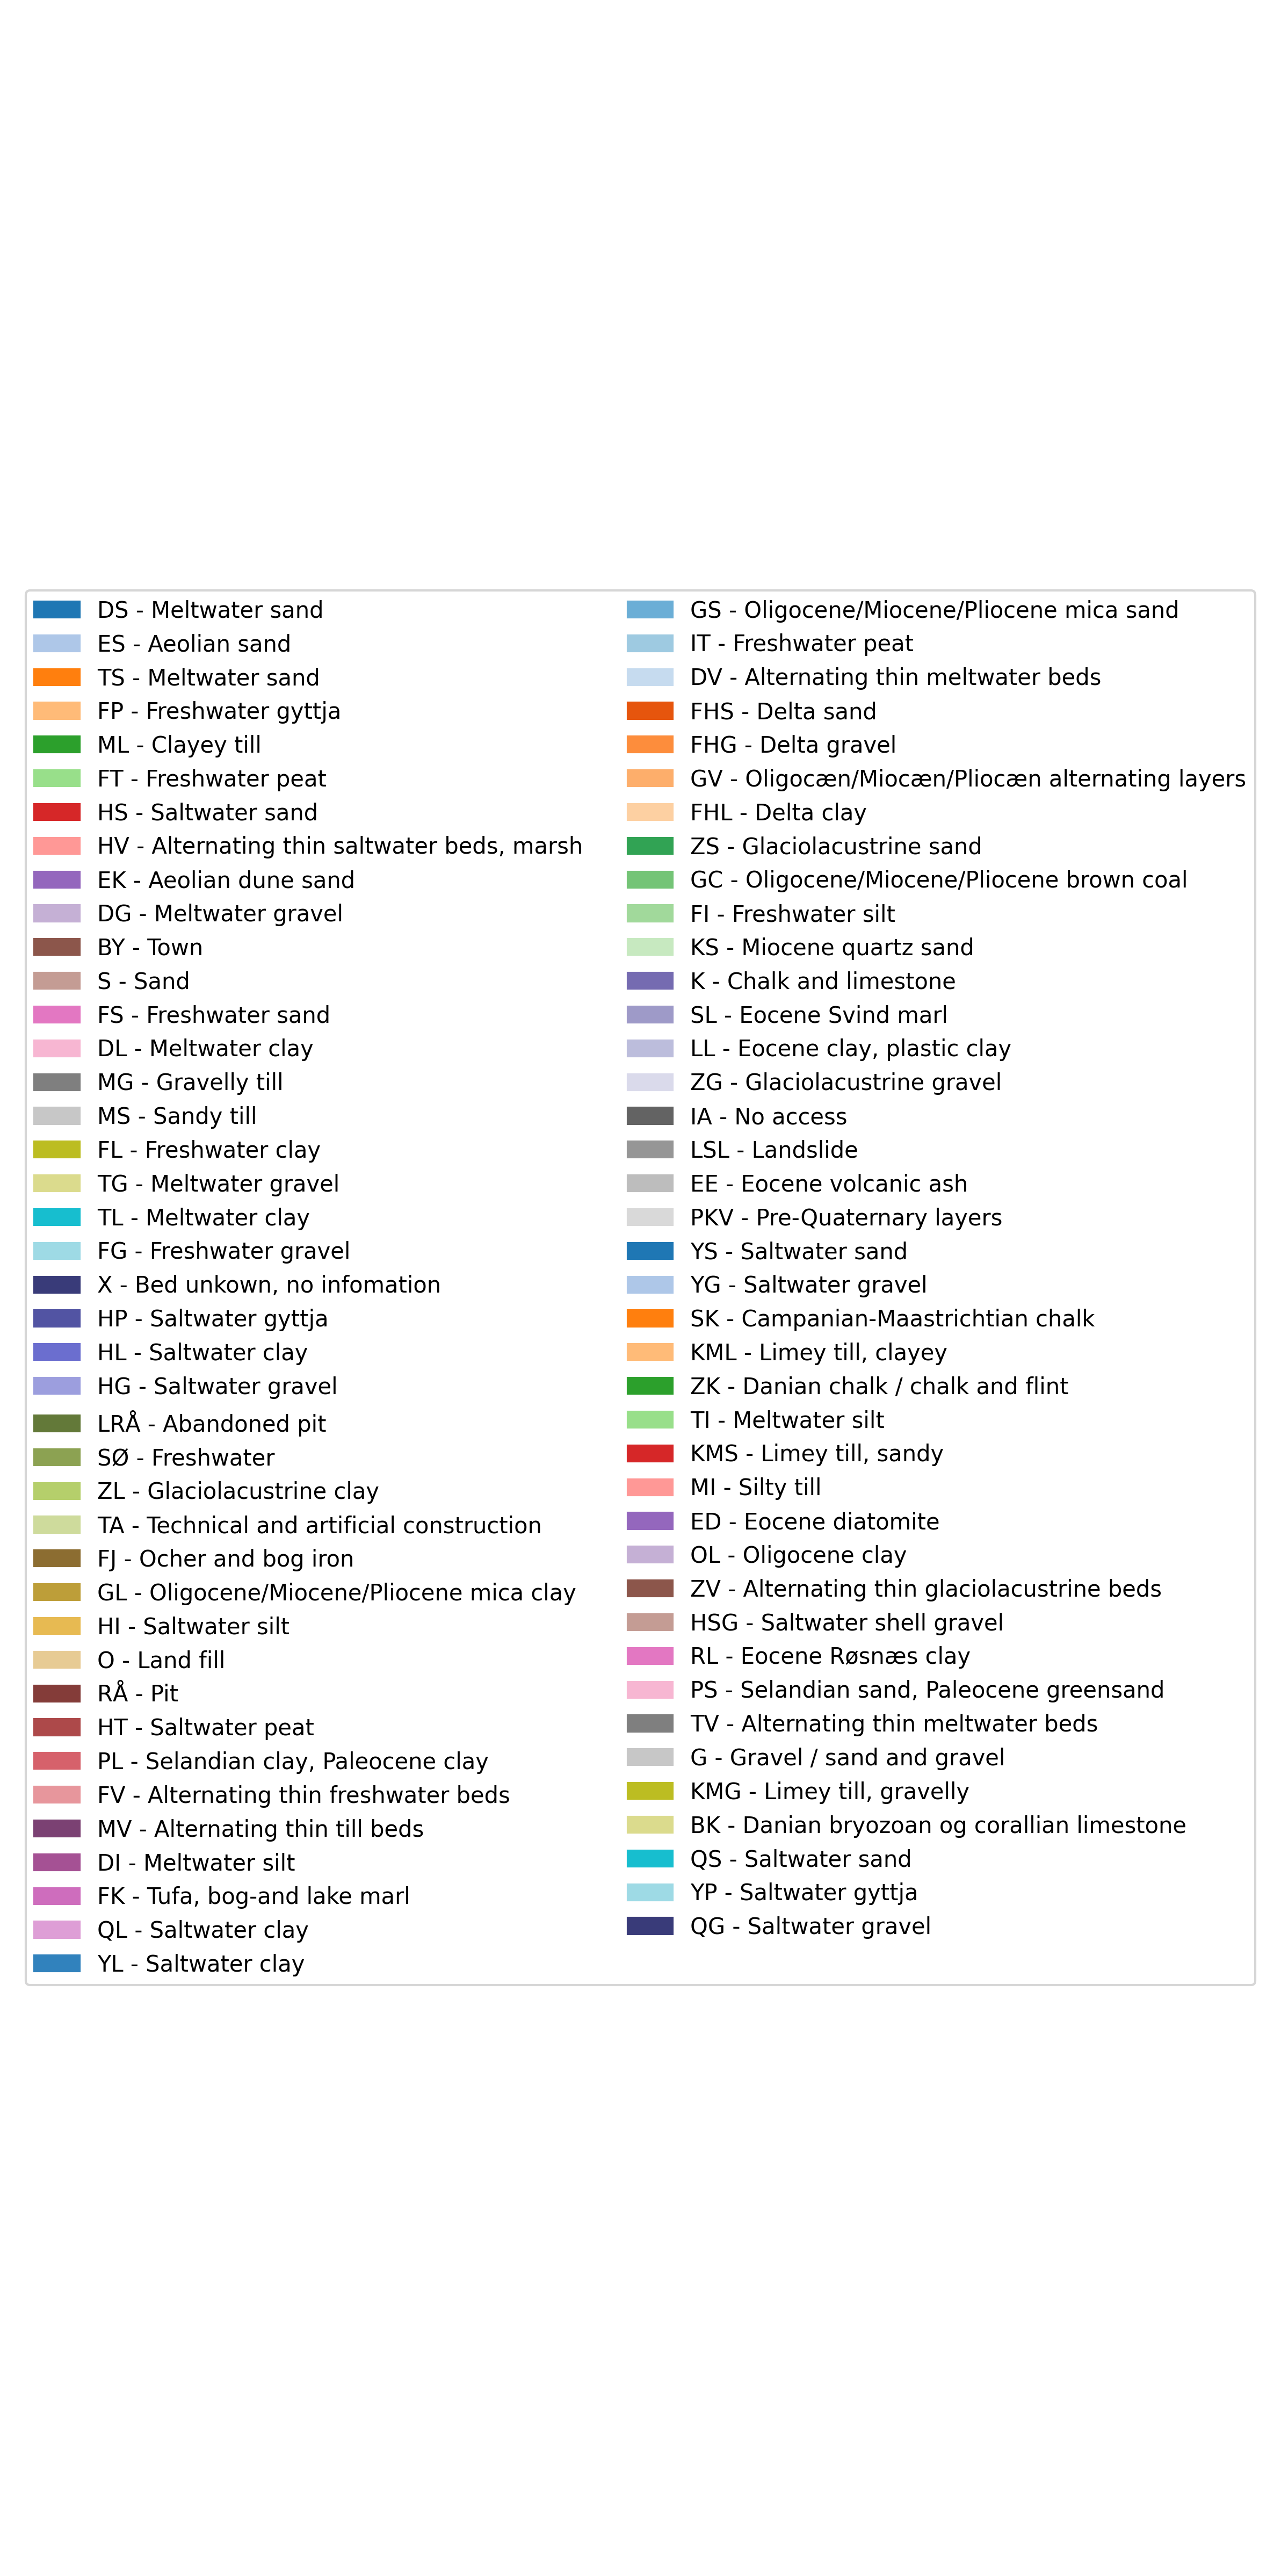 DS - Meltwater sand
ES - Aeolian sand
TS - Meltwater sand
FP - Freshwater gyttja
ML - Clayey till
FT - Freshwater peat
HS - Saltwater sand
HV - Alternating thin saltwater beds, marsh
EK - Aeolian dune sand
DG - Meltwater gravel
BY - Town
S - Sand
FS - Freshwater sand
DL - Meltwater clay
MG - Gravelly till
MS - Sandy till
FL - Freshwater clay
TG - Meltwater gravel
TL - Meltwater clay
FG - Freshwater gravel
X - Bed unkown, no infomation
HP - Saltwater gyttja
HL - Saltwater clay
HG - Saltwater gravel
LRÅ - Abandoned pit
SØ - Freshwater
ZL - Glaciolacustrine clay
TA - Technical and artificial construction
FJ - Ocher and bog iron
GL - Oligocene/Miocene/Pliocene mica clay
HI - Saltwater silt
O - Land fill
RÅ - Pit
HT - Saltwater peat
PL - Selandian clay, Paleocene clay
FV - Alternating thin freshwater beds
MV - Alternating thin till beds
DI - Meltwater silt
FK - Tufa, bog-and lake marl
QL - Saltwater clay
YL - Saltwater clay
GS - Oligocene/Miocene/Pliocene mica sand
IT - Freshwater peat
DV - Alternating thin meltwater beds
FHS - Delta sand
FHG - Delta gravel
GV - Oligocæn/Miocæn/Pliocæn alternating layers
FHL - Delta clay
ZS - Glaciolacustrine sand
GC - Oligocene/Miocene/Pliocene brown coal
FI - Freshwater silt
KS - Miocene quartz sand
K - Chalk and limestone
SL - Eocene Svind marl
LL - Eocene clay, plastic clay
ZG - Glaciolacustrine gravel
IA - No access
LSL - Landslide
EE - Eocene volcanic ash
PKV - Pre-Quaternary layers
YS - Saltwater sand
YG - Saltwater gravel
SK - Campanian-Maastrichtian chalk
KML - Limey till, clayey
ZK - Danian chalk / chalk and flint
TI - Meltwater silt
KMS - Limey till, sandy
MI - Silty till
ED - Eocene diatomite
OL - Oligocene clay
ZV - Alternating thin glaciolacustrine beds
HSG - Saltwater shell gravel
RL - Eocene Røsnæs clay
PS - Selandian sand, Paleocene greensand
TV - Alternating thin meltwater beds
G - Gravel / sand and gravel
KMG - Limey till, gravelly
BK - Danian bryozoan og corallian limestone
QS - Saltwater sand
YP - Saltwater gyttja
QG - Saltwater gravel